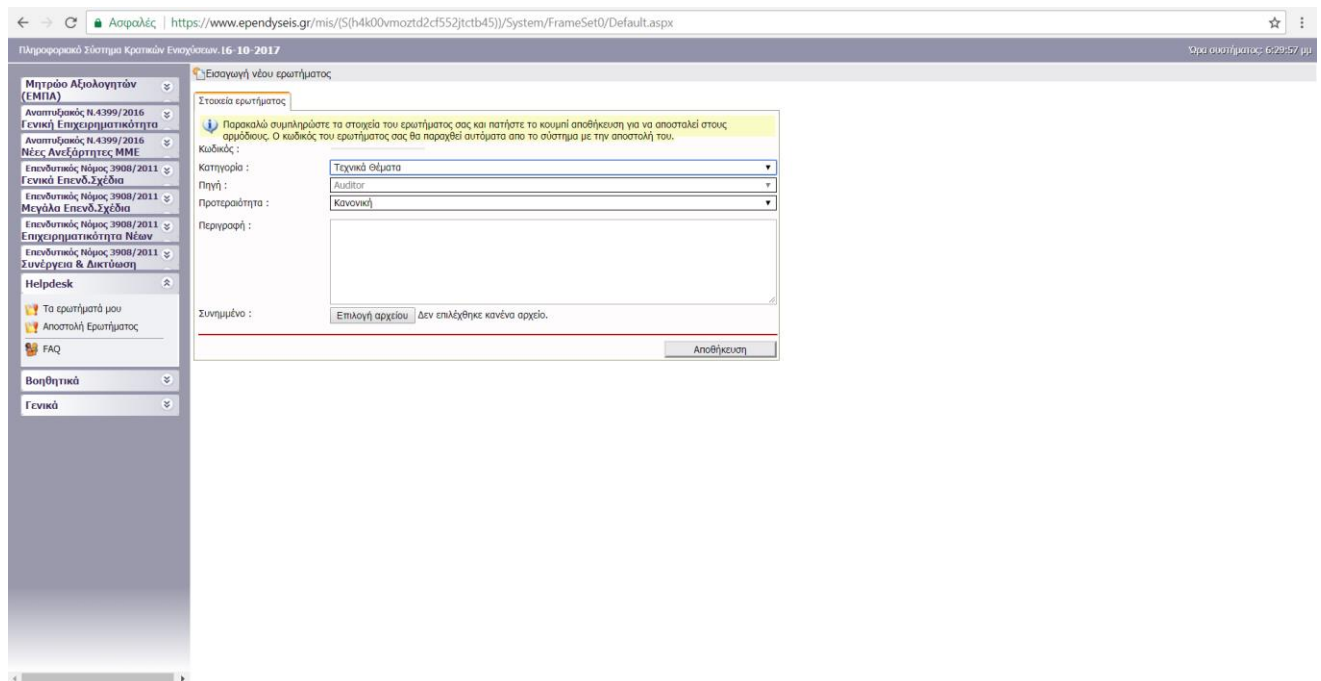 Ασφαλές | https://www.ependyseis.gr/mis/(S(h4k00vmoztd2cf552jtctb45))/System/FrameSet0/Default.aspx
Πληροφοριακό Σύστημα Κρατικών Ενισχύσεων. 16-10-2017
Ώρα συστήματος: 6:29:57 μμ
Μητρώο Αξιολογητών
(ΕΜΠΑ)
Αναπτυξιακός Ν.4399/2016
Γενική Επιχειρηματικότητα
Αναπτυξιακός Ν.4399/2016
Νέες Ανεξάρτητες ΜΜΕ
Επενδυτικός Νόμος 3908/2011
Γενικά Επενδ.Σχέδια
Επενδυτικός Νόμος 3908/2011
Μεγάλα Επενδ.Σχέδια
Επενδυτικός Νόμος 3908/2011
Επιχειρηματικότητα Νέων
Επενδυτικός Νόμος 3908/2011
Συνέργεια & Δικτύωση
Helpdesk
Τα ερωτήματά μου
Αποστολή Ερωτήματος
FAQ
Βοηθητικά
Γενικά
Εισαγωγή νέου ερωτήματος
Στοιχεία ερωτήματος
Παρακαλώ συμπληρώστε τα στοιχεία του ερωτήματος σας και πατήστε το κουμπί αποθήκευση για να αποσταλεί στους
αρμόδιους. Ο κωδικός του ερωτήματος σας θα παραχθεί αυτόματα απο το σύστημα με την αποστολή του.
Κωδικός :
Κατηγορία : Τεχνικά Θέματα
Πηγή : Auditor
Προτεραιότητα : Κανονική
Περιγραφή :
Συνημμένο : Επιλογή αρχείου Δεν επιλέχθηκε κανένα αρχείο.
Αποθήκευση